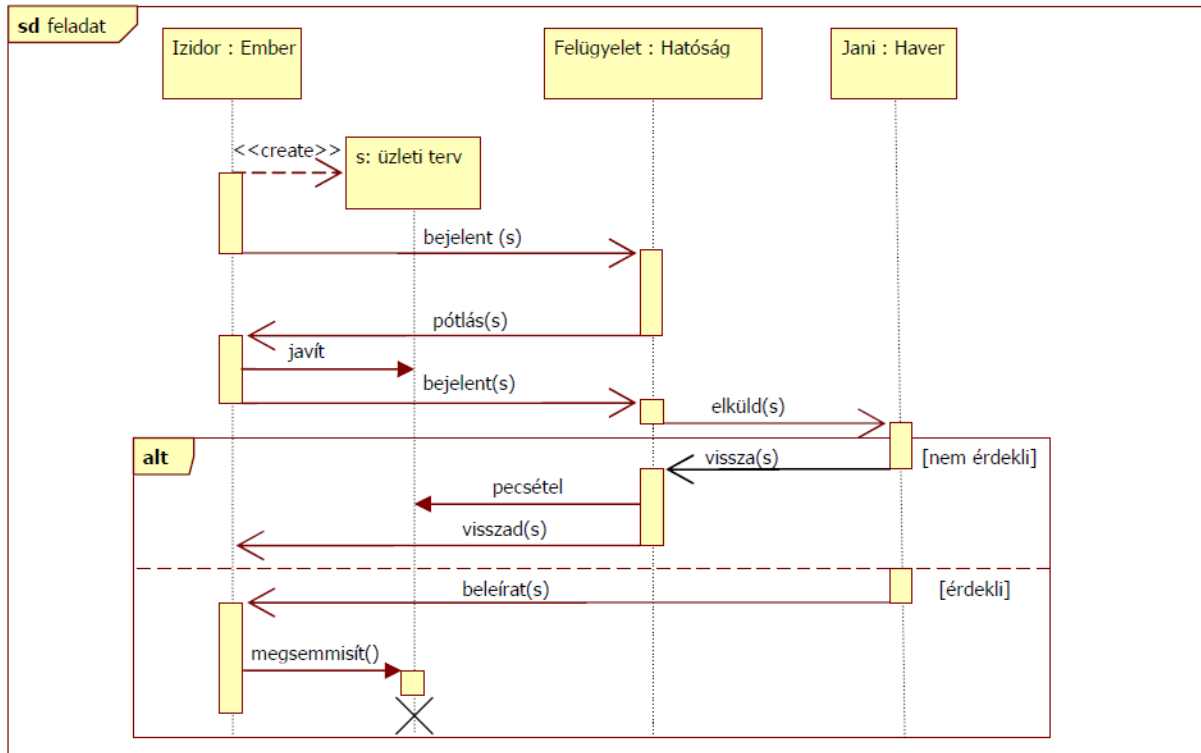 sd feladat
Izidor : Ember
Felügyelet : Hatóság
Jani : Haver
<<create>>
s: üzleti terv
bejelent (s)
pótlás(s)
javít
bejelent(s)
elküld(s)
alt
vissza(s)
[nem érdekli]
pecsétel
visszad(s)
beleírat(s)
[érdekli]
megsemmisít()